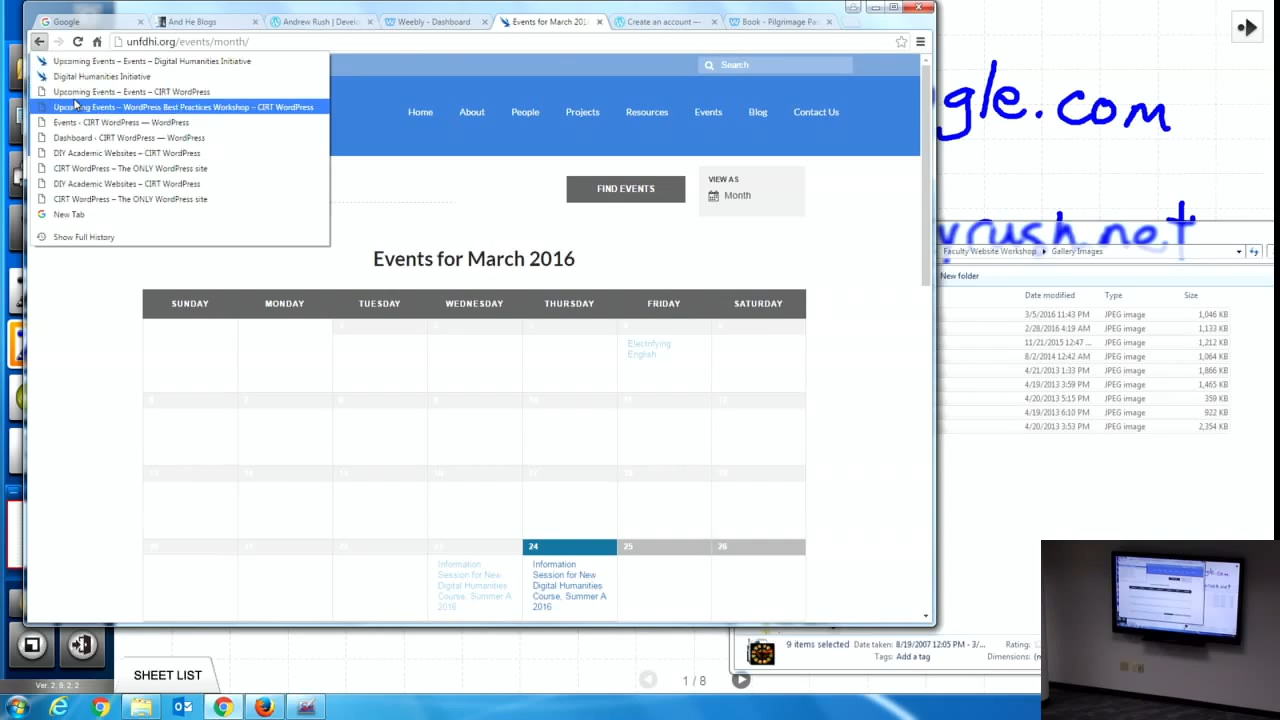 Google
And He Blogs
Andrew Rush | Develo
Weebly - Dashboard
Events for March 201
Create an account —
Book - Pilgrimage Pa
unfdhi.org/events/month/
Upcoming Events – Events – Digital Humanities Initiative
Digital Humanities Initiative
Upcoming Events – Events – CIRT WordPress
Upcoming Events – WordPress Best Practices Workshop – CIRT WordPress
Events - CIRT WordPress — WordPress
Dashboard - CIRT WordPress — WordPress
DIY Academic Websites – CIRT WordPress
CIRT WordPress – The ONLY WordPress site
DIY Academic Websites – CIRT WordPress
CIRT WordPress – The ONLY WordPress site
New Tab
Show Full History
Search
Home About People Projects Resources Events Blog Contact Us
FIND EVENTS
VIEW AS
Month
Events for March 2016
SUNDAY MONDAY TUESDAY WEDNESDAY THURSDAY FRIDAY SATURDAY
Electrifying
English
24 25 26
Information
Session for New
Digital Humanities
Course, Summer A
2016
Information
Session for New
Digital Humanities
Course, Summer A
2016
gle.com
yrush.net
Faculty Website Workshop Gallery Images
New folder
Date modified Type Size
3/5/2016 11:43 PM JPEG image 1,046 KB
2/28/2016 4:19 AM JPEG image 1,133 KB
11/21/2015 12:47 ... JPEG image 1,212 KB
8/2/2014 12:42 AM JPEG image 1,064 KB
4/21/2013 1:33 PM JPEG image 1,866 KB
4/19/2013 3:59 PM JPEG image 1,465 KB
4/20/2013 5:15 PM JPEG image 359 KB
4/19/2013 6:10 PM JPEG image 922 KB
4/20/2013 3:53 PM JPEG image 2,354 KB
9 items selected Date taken: 8/19/2007 12:05 PM - 3/... Rating:
Tags: Add a tag Dimensions: (m
SHEET LIST
1 / 8
Ver. 2, 9, 2, 2